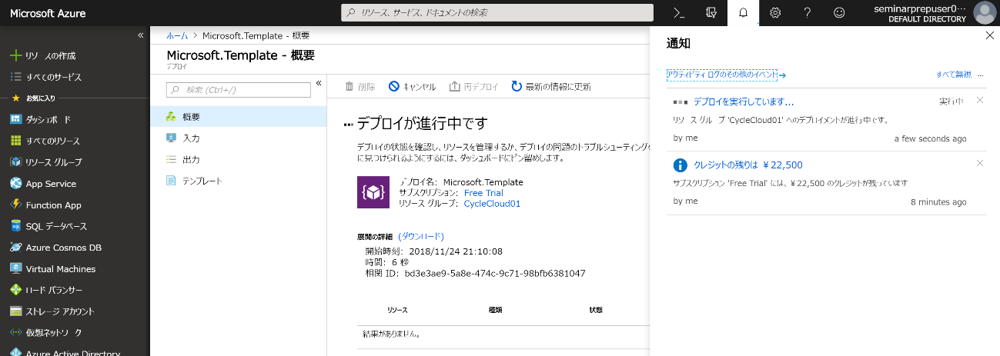 Microsoft Azure
リソース、サービス、ドキュメントの検索
seminarprepuser0…
DEFAULT DIRECTORY
リソースの作成
すべてのサービス
お気に入り
ダッシュボード
すべてのリソース
リソース グループ
App Service
Function App
SQL データベース
Azure Cosmos DB
Virtual Machines
ロード バランサー
ストレージ アカウント
仮想ネットワーク
Azure Active Directory
ホーム > Microsoft.Template - 概要
Microsoft.Template - 概要
デプロイ
検索 (Ctrl+/)
概要
入力
出力
テンプレート
削除 キャンセル 再デプロイ 最新の情報に更新
デプロイが進行中です
デプロイの状態を確認し、リソースを管理するか、デプロイの問題のトラブルシューティング
に見つけられるようにするには、ダッシュボードにピン留めします。
デプロイ名: Microsoft.Template
サブスクリプション: Free Trial
リソース グループ: CycleCloud01
展開の詳細 (ダウンロード)
開始時刻: 2018/11/24 21:10:08
時間: 6 秒
相関 ID: bd3e3ae9-5a8e-474c-9c71-98bfb6381047
リソース 種類 状態
結果がありません。
通知
アクティビティ ログのその他のイベント→
すべて無視 ...
デプロイを実行しています... 実行中
リソース グループ 'CycleCloud01' へのデプロイメントが進行中です。
by me a few seconds ago
クレジットの残りは ¥22,500
サブスクリプション 'Free Trial' には、¥22,500 のクレジットが残っています
by me 8 minutes ago